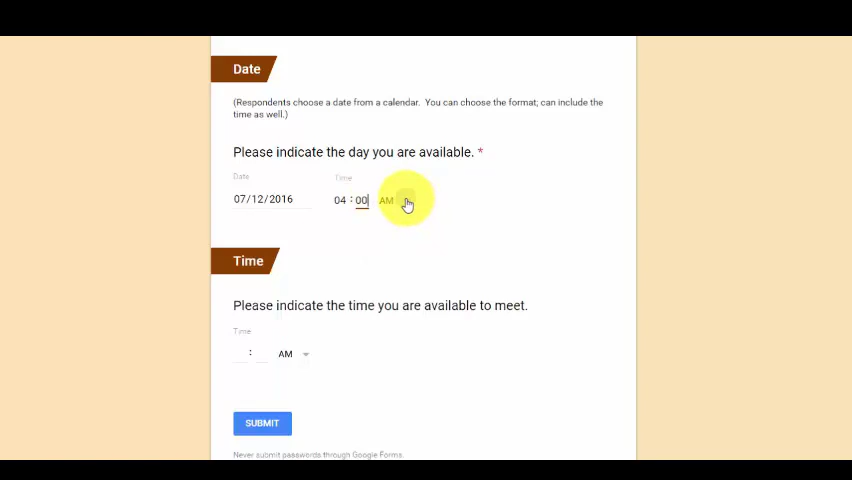 Date
(Respondents choose a date from a calendar. You can choose the format; can include the
time as well.)
Please indicate the day you are available. *
Date Time
07/12/2016 04 : 00 AM
Time
Please indicate the time you are available to meet.
Time
: AM
SUBMIT
Never submit passwords through Google Forms.